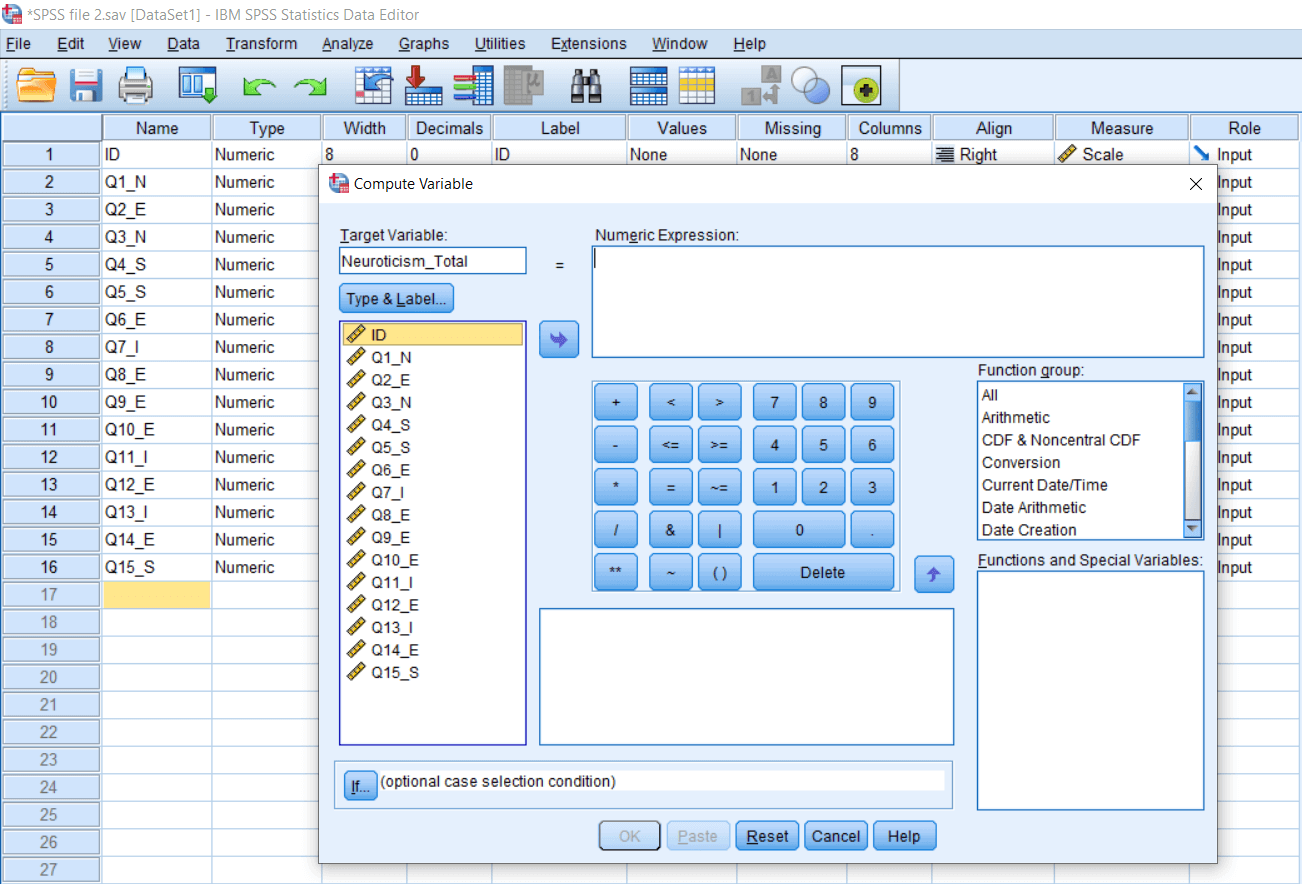 *SPSS file 2.sav [DataSet1] - IBM SPSS Statistics Data Editor
File Edit View Data Transform Analyze Graphs Utilities Extensions Window Help
Name Type Width Decimals Label Values Missing Columns Align Measure Role
1 ID Numeric 8 0 ID None None 8 Right Scale Input
2 Q1_N Numeric Input
3 Q2_E Numeric Input
4 Q3_N Numeric Input
5 Q4_S Numeric Input
6 Q5_S Numeric Input
7 Q6_E Numeric Input
8 Q7_I Numeric Input
9 Q8_E Numeric Input
10 Q9_E Numeric Input
11 Q10_E Numeric Input
12 Q11_I Numeric Input
13 Q12_E Numeric Input
14 Q13_I Numeric Input
15 Q14_E Numeric Input
16 Q15_S Numeric Input
17
18
19
20
21
22
23
24
25
26
27
Compute Variable
Target Variable:
Neuroticism_Total
=
Numeric Expression:
Type & Label...
ID
Q1_N
Q2_E
Q3_N
Q4_S
Q5_S
Q6_E
Q7_I
Q8_E
Q9_E
Q10_E
Q11_I
Q12_E
Q13_I
Q14_E
Q15_S
+ < > 7 8 9
- <= >= 4 5 6
* = ~= 1 2 3
/ & | 0 .
** ~ ( ) Delete
Function group:
All
Arithmetic
CDF & Noncentral CDF
Conversion
Current Date/Time
Date Arithmetic
Date Creation
Functions and Special Variables:
If... (optional case selection condition)
OK Paste Reset Cancel Help